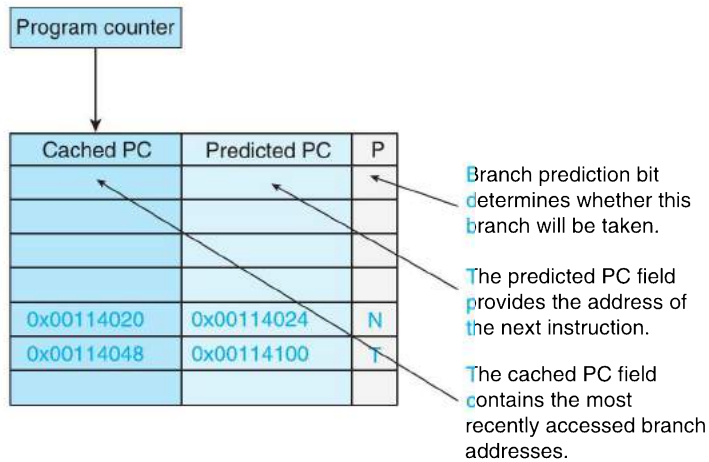 Program counter
Cached PC
Predicted PC
P
Branch prediction bit
determines whether this
branch will be taken.
The predicted PC field
provides the address of
the next instruction.
0x00114020
0x00114024
N
0x00114048
0x00114100
T
The cached PC field
contains the most
recently accessed branch
addresses.